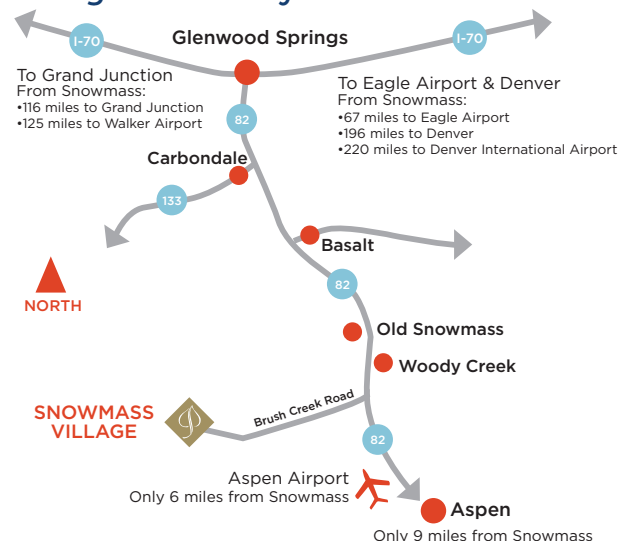 I-70
I-70
Glenwood Springs
To Grand Junction
From Snowmass:
•116 miles to Grand Junction
•125 miles to Walker Airport
To Eagle Airport & Denver
From Snowmass:
•67 miles to Eagle Airport
•196 miles to Denver
•220 miles to Denver International Airport
82
Carbondale
133
Basalt
NORTH
82
Old Snowmass
Woody Creek
SNOWMASS
VILLAGE
Brush Creek Road
82
Aspen Airport
Only 6 miles from Snowmass
Aspen
Only 9 miles from Snowmass